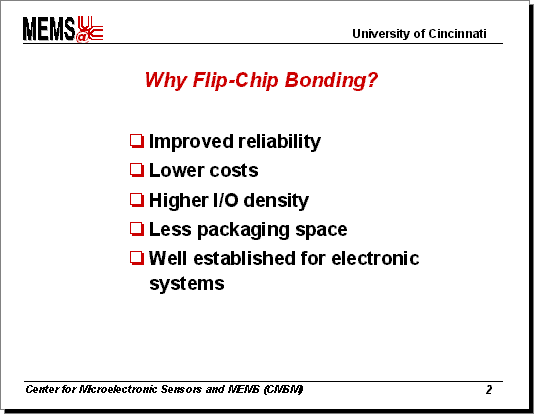 MEMS@UC
University of Cincinnati
Why Flip-Chip Bonding?
Improved reliability
Lower costs
Higher I/O density
Less packaging space
Well established for electronic
systems
Center for Microelectronic Sensors and MEMS (CMSM)
2